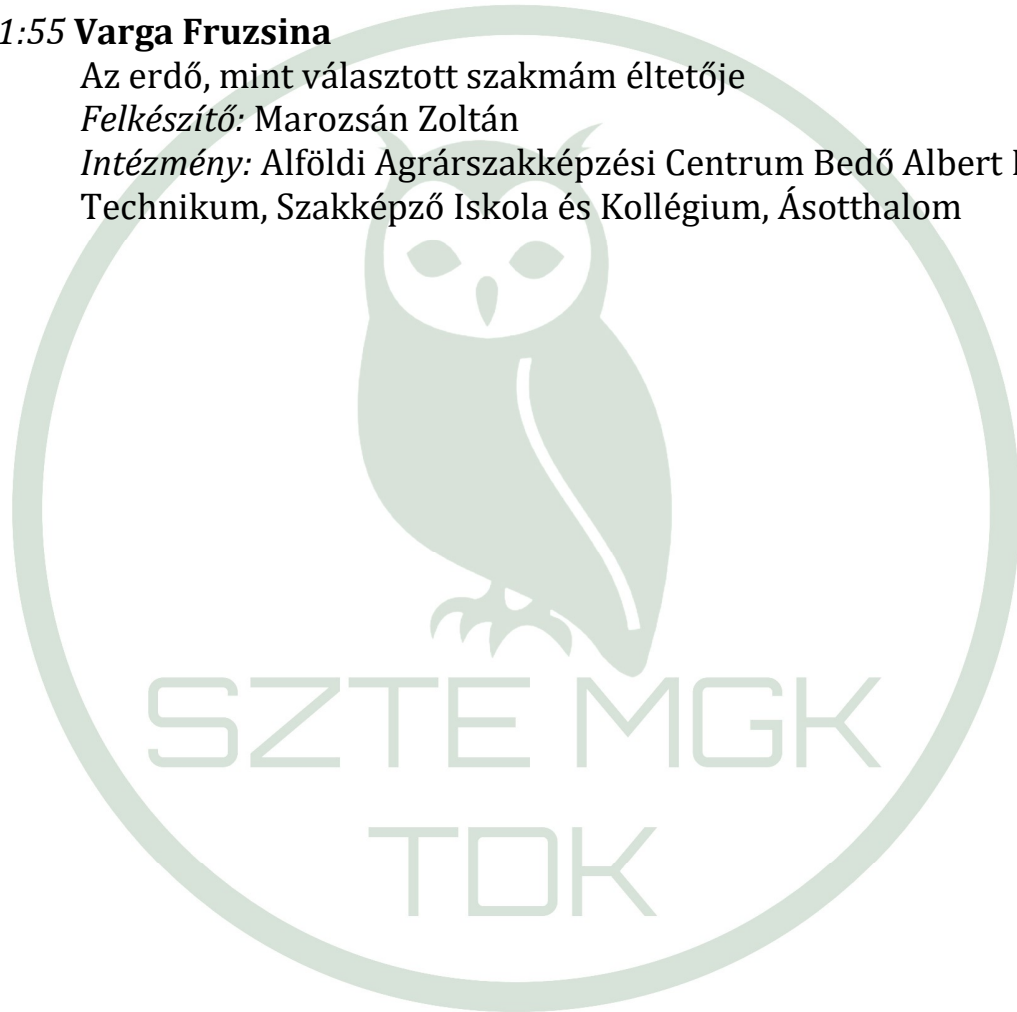 1:55 Varga Fruzsina
Az erdő, mint választott szakmám éltetője
Felkészítő: Marozsán Zoltán
Intézmény: Alföldi Agrárszakképzési Centrum Bedő Albert
Technikum, Szakképző Iskola és Kollégium, Ásotthalom
SZTE MGK
TDK